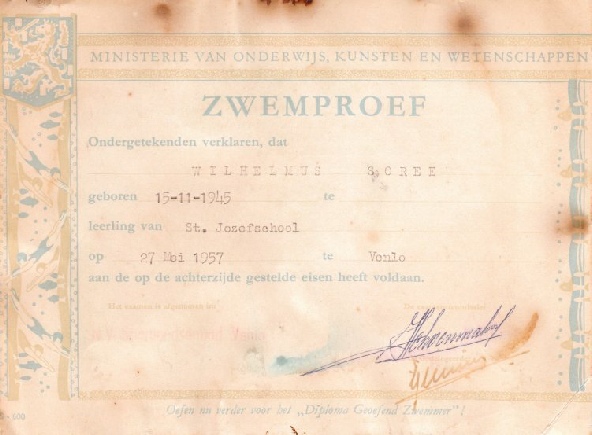 MINISTERIE VAN ONDERWIJS, KUNSTEN EN WETENSCHAPPEN
ZWEMPROEF
Ondergetekenden verklaren, dat
WILHELMUS SOREE
geboren 15-11-1945 te
leerling van St. Jozefschool
op 27 Mei 1957 te Venlo
aan de op de achterzijde gestelde eisen heeft voldaan.
Oefen nu verder voor het „Diploma Geoefend Zwemmer"!